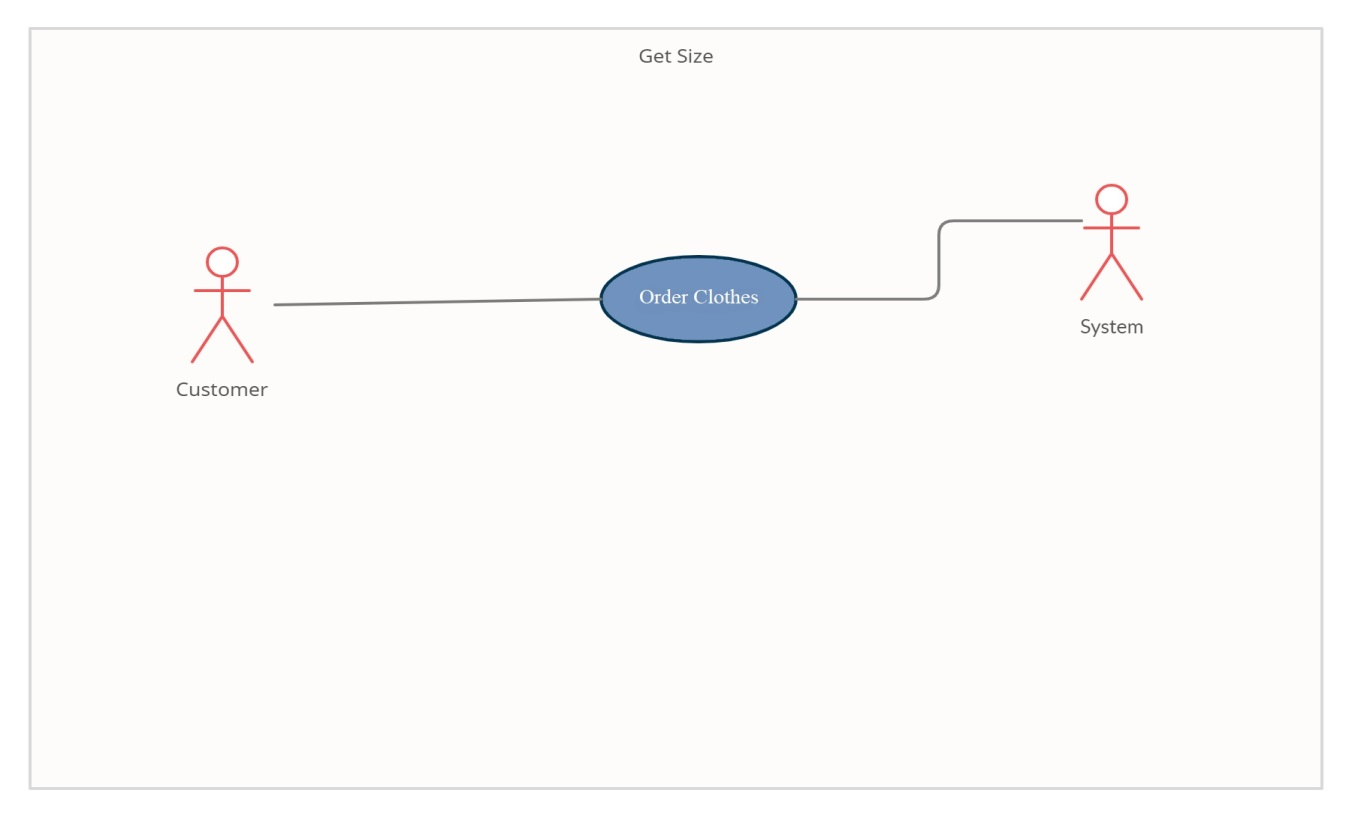 Get Size
Order Clothes
System
Customer